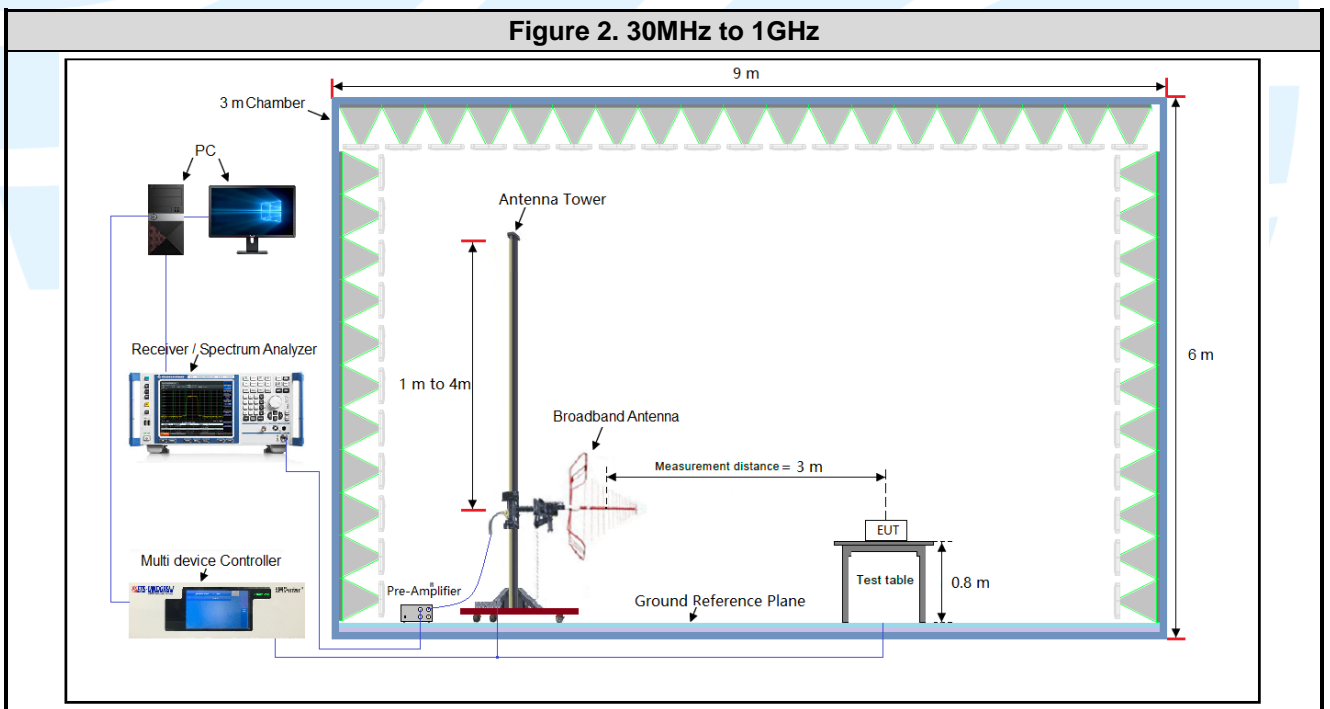 Figure 2. 30MHz to 1GHz
9 m
3 m Chamber
PC
Antenna Tower
Receiver / Spectrum Analyzer
1 m to 4m
6 m
Broadband Antenna
Measurement distance = 3 m
EUT
Multi device Controller
Test table
0.8 m
Pre-Amplifier
Ground Reference Plane